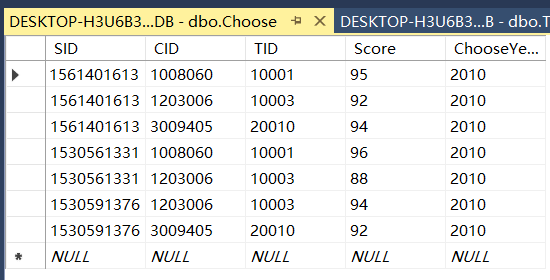 DESKTOP-H3U6B3...DB - dbo.Choose DESKTOP-H3U6B3...B - dbo.T
SID CID TID Score ChooseYe...
1561401613 1008060 10001 95 2010
1561401613 1203006 10003 92 2010
1561401613 3009405 20010 94 2010
1530561331 1008060 10001 96 2010
1530561331 1203006 10003 88 2010
1530591376 1203006 10003 94 2010
1530591376 3009405 20010 92 2010
* NULL NULL NULL NULL NULL